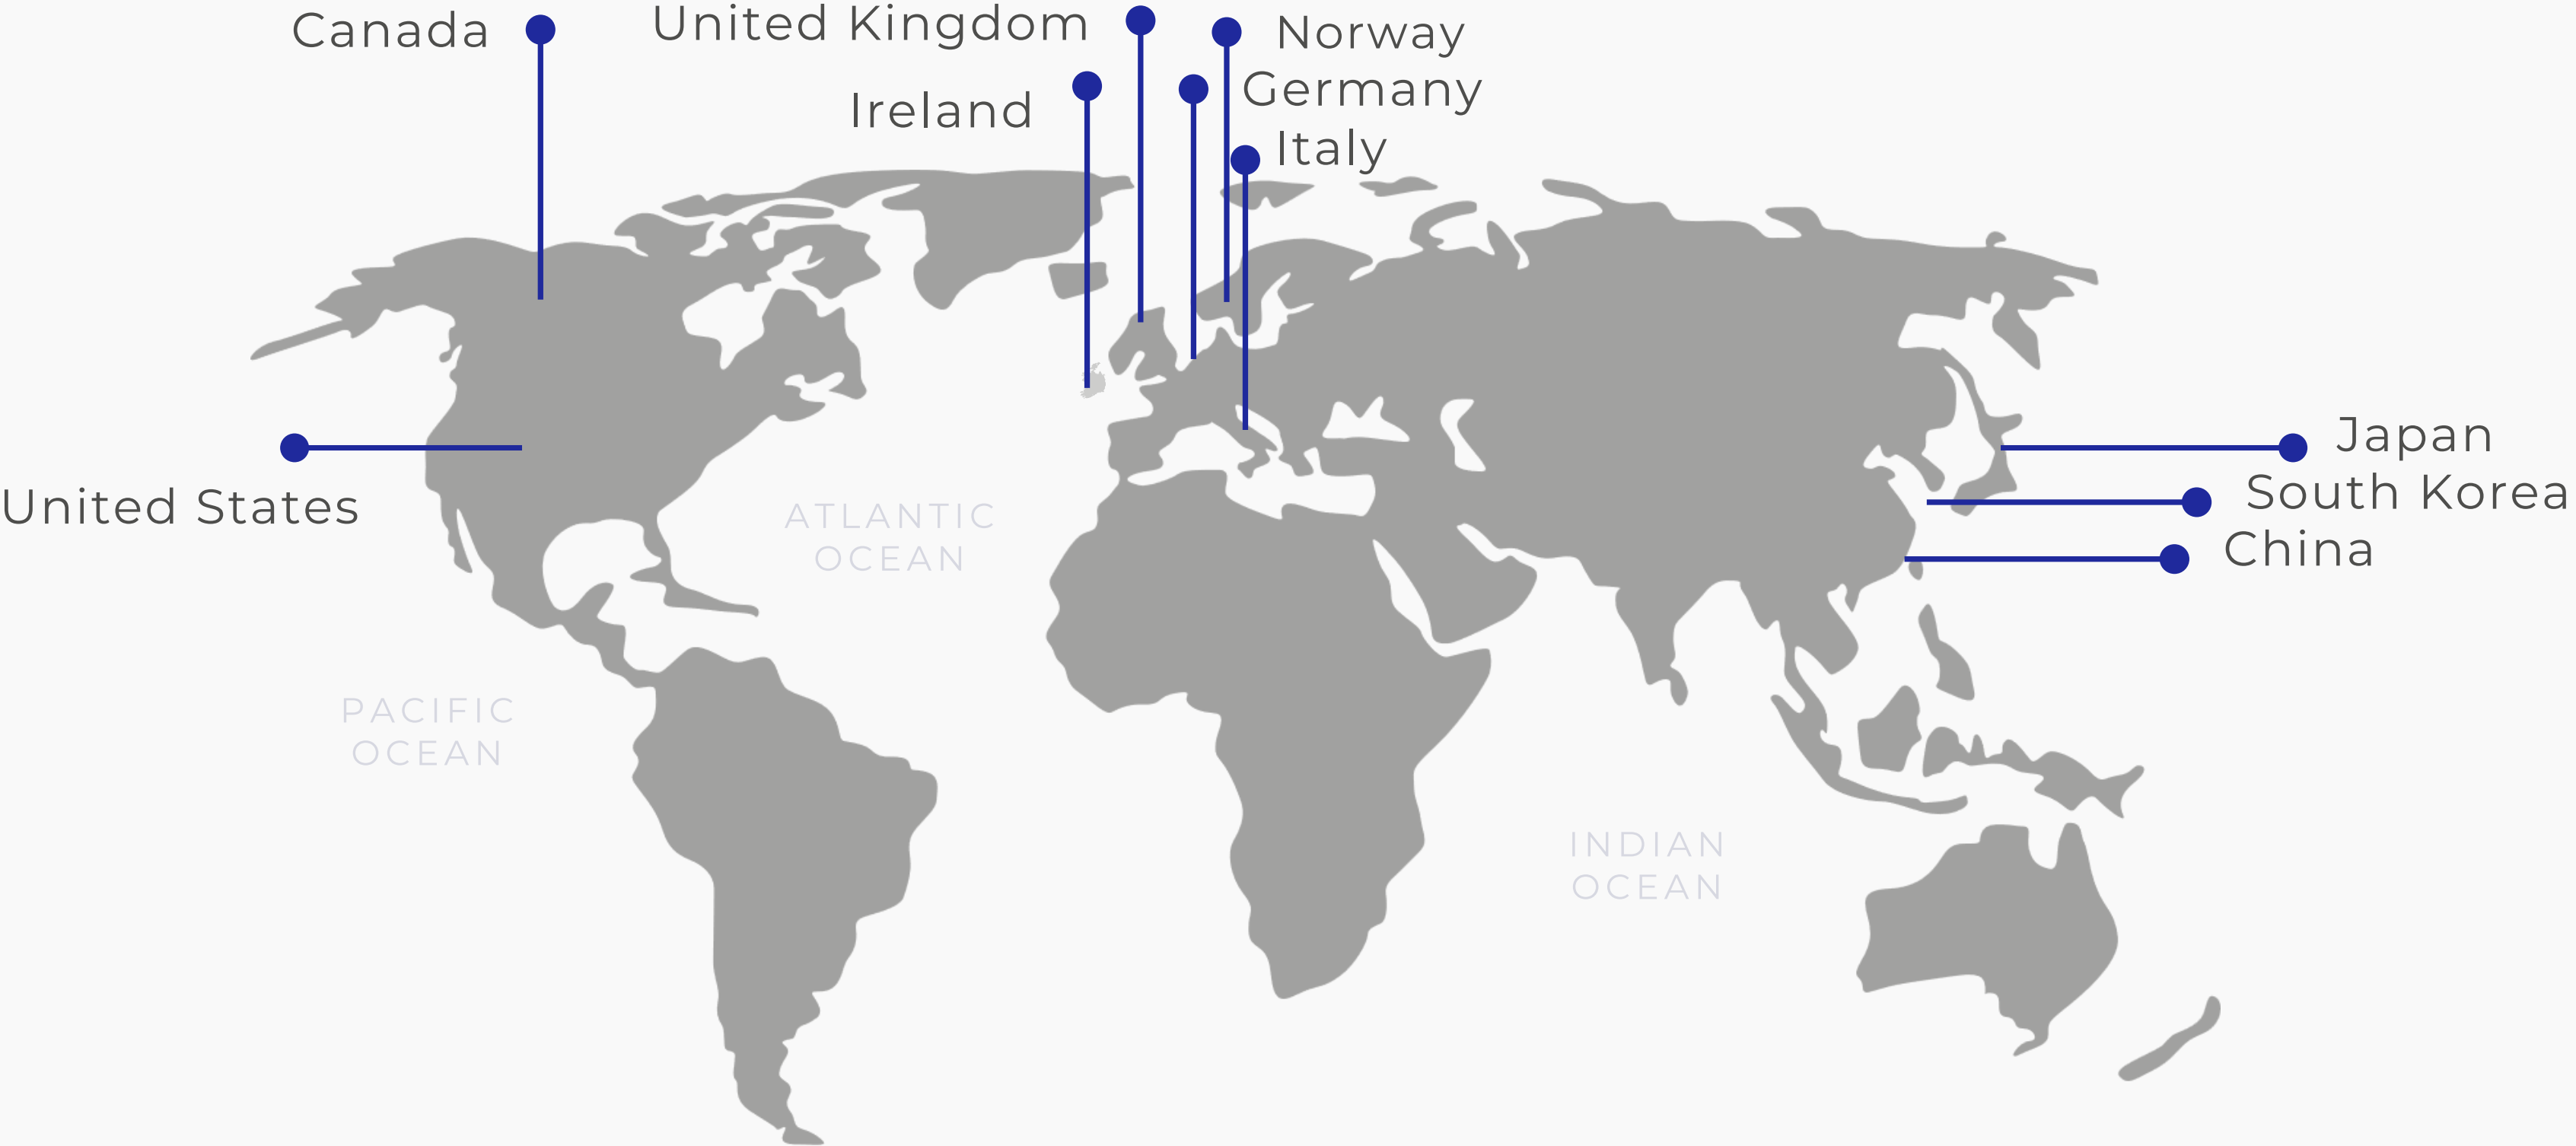 Canada
United Kingdom
Norway
Germany
Ireland
Italy
Japan
United States
South Korea
China
ATLANTIC
OCEAN
PACIFIC
OCEAN
INDIAN
OCEAN